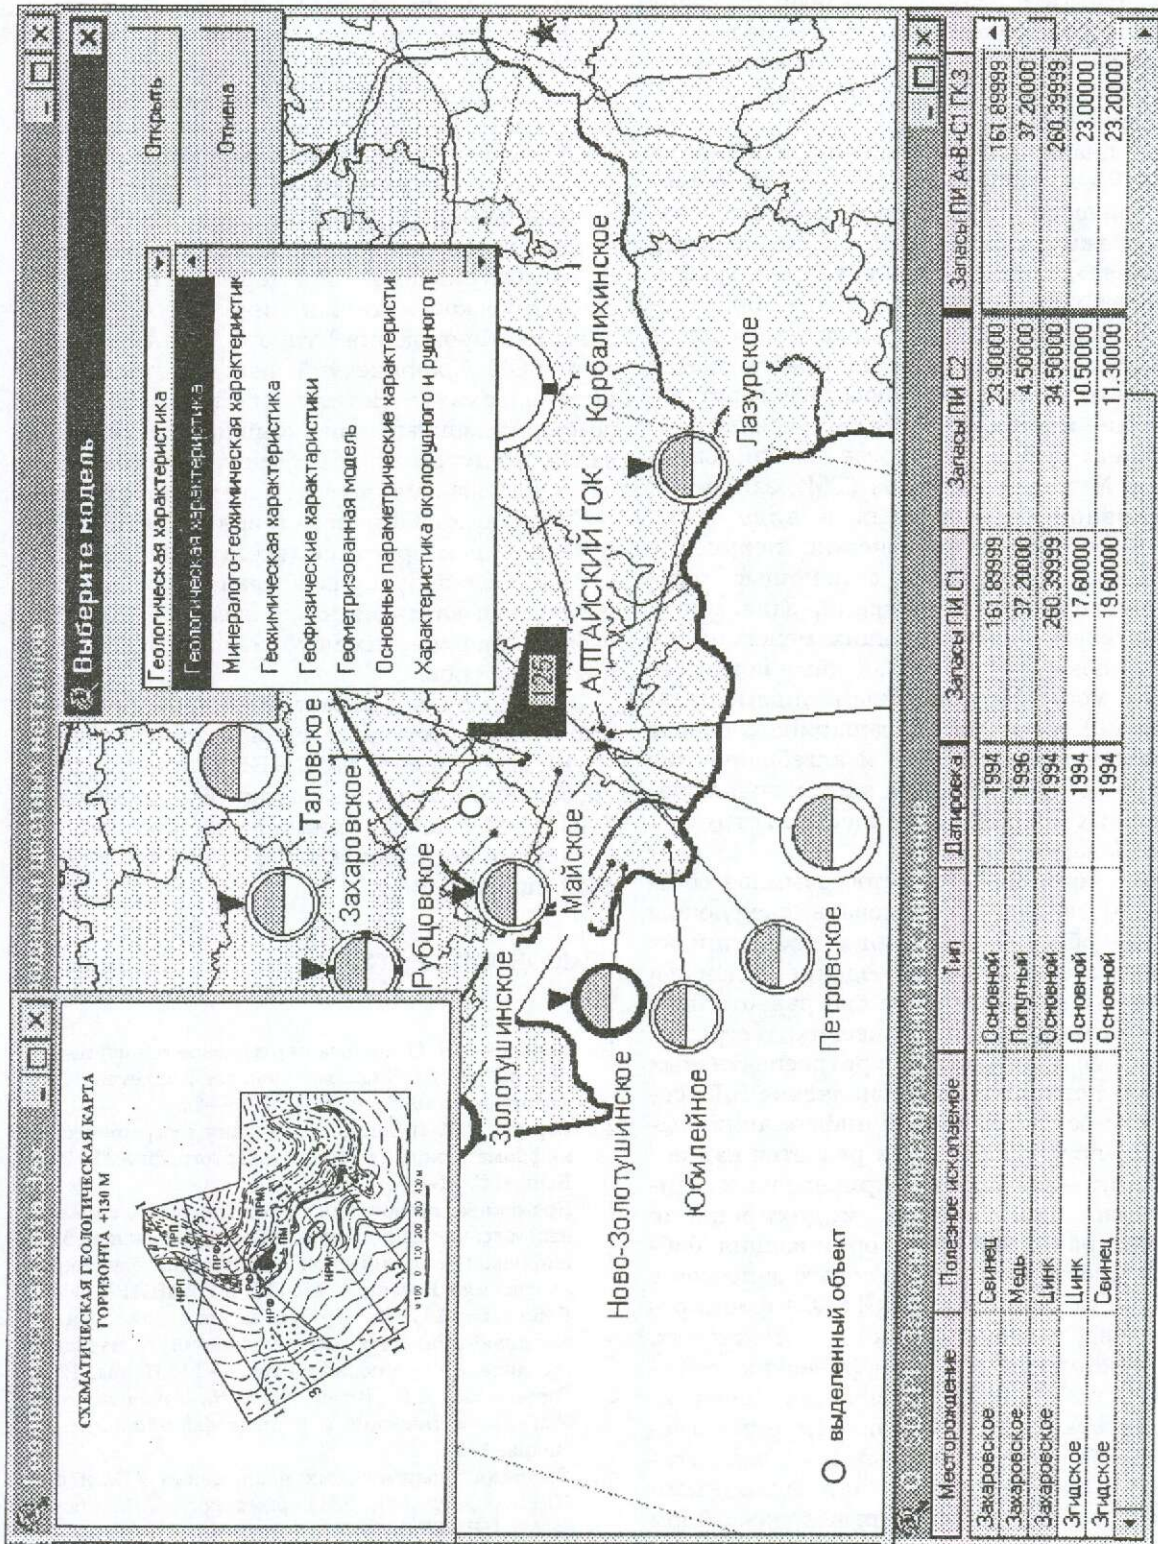 СХЕМАТИЧЕСКАЯ ГЕОЛОГИЧЕСКАЯ КАРТА
ГОРИЗОНТА +130 М
Выберите модель
Геологическая характеристика
Геологическая характеристика
Минералого-геохимическая характеристик
Геохимическая характеристика
Геофизические характаристики
Геометризованная модель
Основные параметрические характеристик
Характеристика околорудного и рудного п
Открыть
Отмена
Таловское
Захаровское
Рубцовское
Золотушинское
Майское
125
АЛТАЙСКИЙ ГОК
Корбалихинское
Лазурское
Ново-Золотушинское
Юбилейное
Петровское
выделенный объект
Месторождение Полезное ископаемое Тип Датировка Запасы ПИ С1 Запасы ПИ С2 Запасы ПИ А+В+С1 ГКЗ
Захаровское Свинец Основной 1994 161.89999 23.90000 161.89999
Захаровское Медь Попутный 1996 37.20000 4.50000 37.20000
Захаровское Цинк Основной 1994 260.39999 34.50000 260.39999
Згидское Цинк Основной 1994 17.60000 10.50000 23.00000
Згидское Свинец Основной 1994 19.60000 11.30000 23.20000